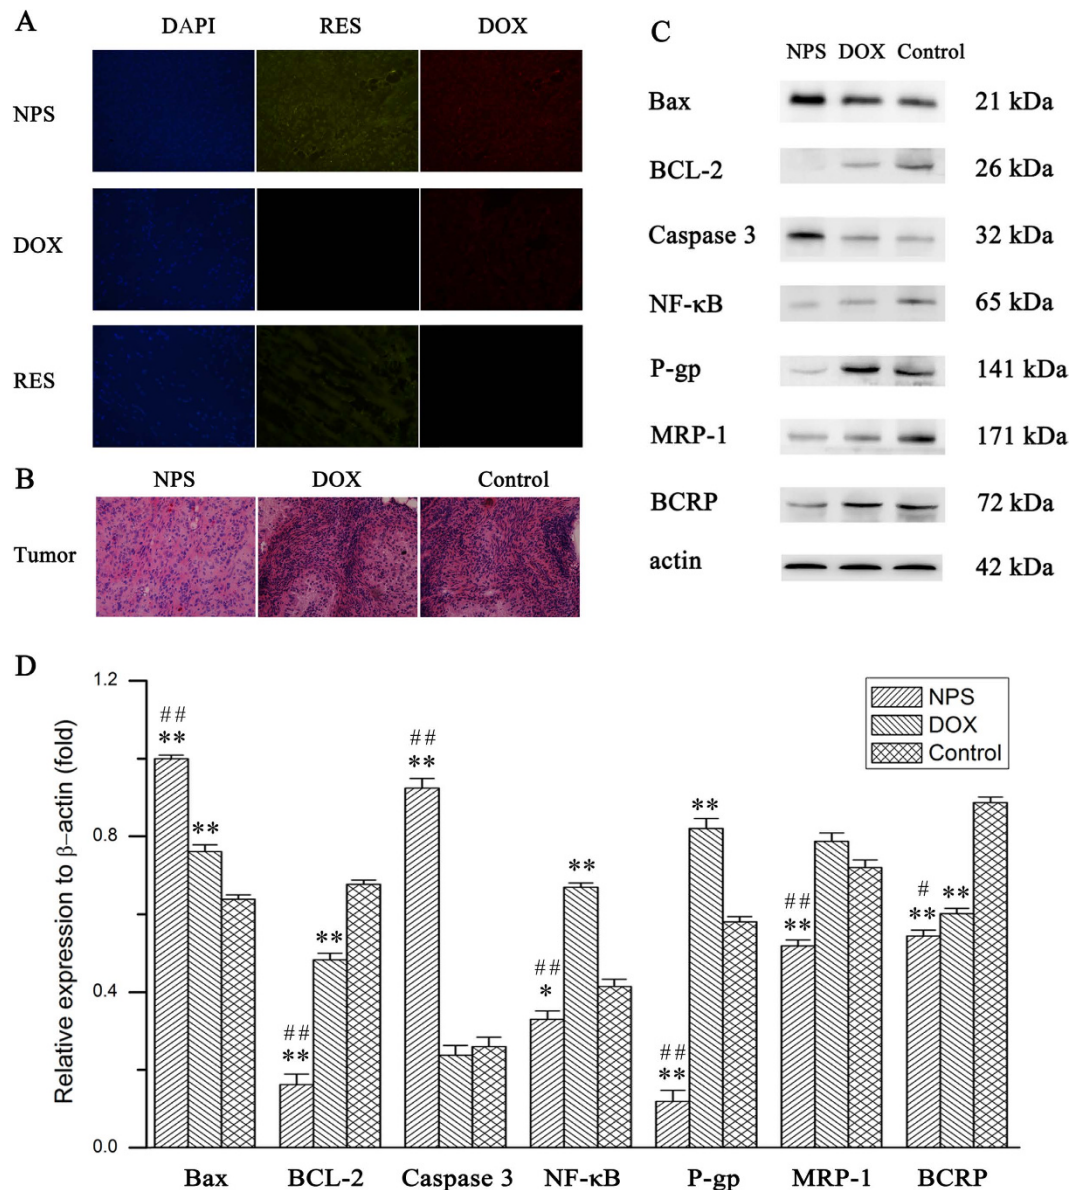 A
DAPI RES DOX
NPS
DOX
RES
B
NPS DOX Control
Tumor
C
NPS DOX Control
Bax 21 kDa
BCL-2 26 kDa
Caspase 3 32 kDa
NF-κB 65 kDa
P-gp 141 kDa
MRP-1 171 kDa
BCRP 72 kDa
actin 42 kDa
D
Relative expression to β-actin (fold)
1.2
0.8
0.4
0.0
## ** **
## ** **
## **
## * **
## ** **
## **
# ** **
NPS
DOX
Control
Bax BCL-2 Caspase 3 NF-κB P-gp MRP-1 BCRP